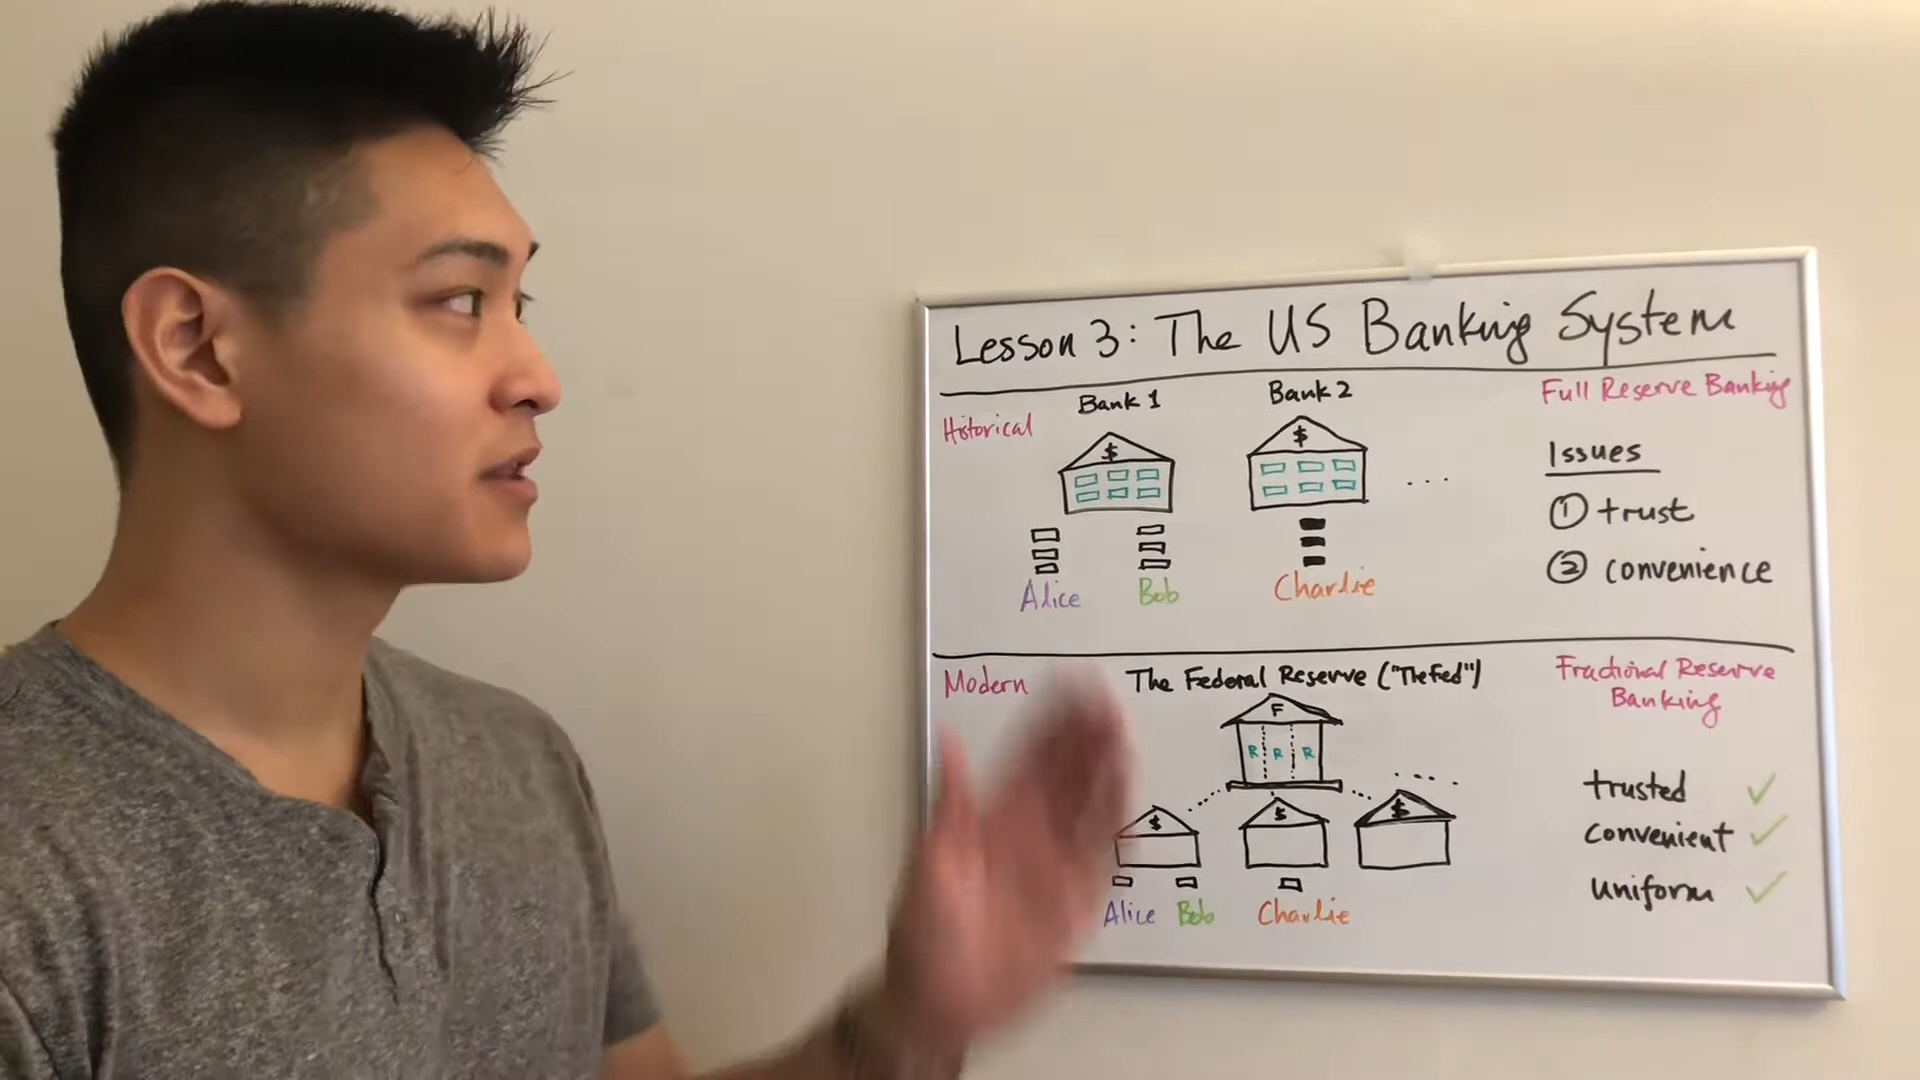 Lesson 3: The US Banking System
Historical
Bank 1
Bank 2
Full Reserve Banking
$
$
Issues
① trust
② convenience
...
Alice
Bob
Charlie
Modern
The Federal Reserve ("The Fed")
Fractional Reserve
Banking
F
R R R
$
$
$
trusted ✓
convenient ✓
uniform ✓
Alice
Bob
Charlie